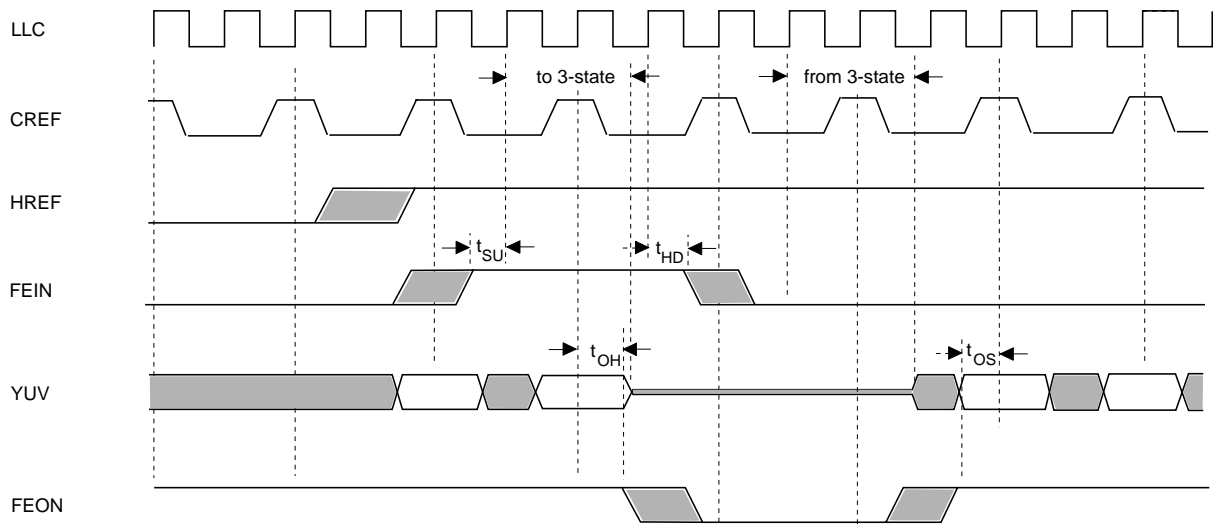 LLC
to 3-state
from 3-state
CREF
HREF
tSU
tHD
FEIN
tOH
tOS
YUV
FEON